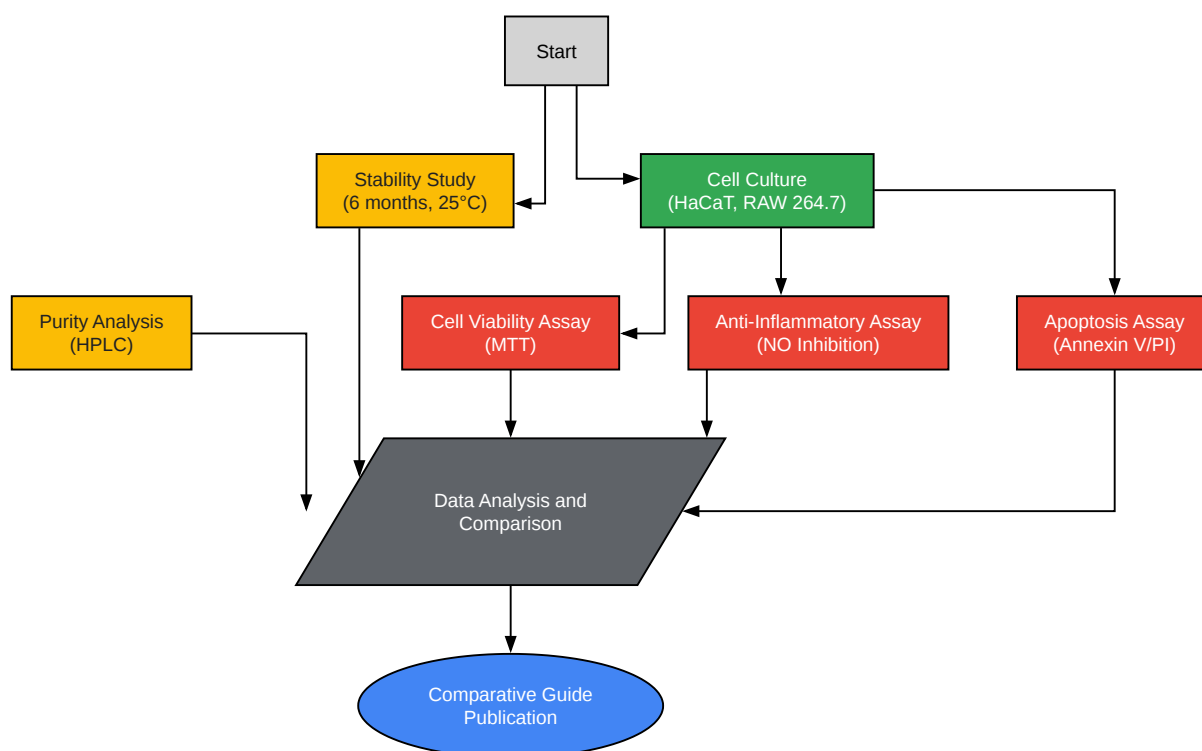 Start
Stability Study
(6 months, 25°C)
Cell Culture
(HaCaT, RAW 264.7)
Purity Analysis
(HPLC)
Cell Viability Assay
(MTT)
Anti-Inflammatory Assay
(NO Inhibition)
Apoptosis Assay
(Annexin V/PI)
Data Analysis and
Comparison
Comparative Guide
Publication